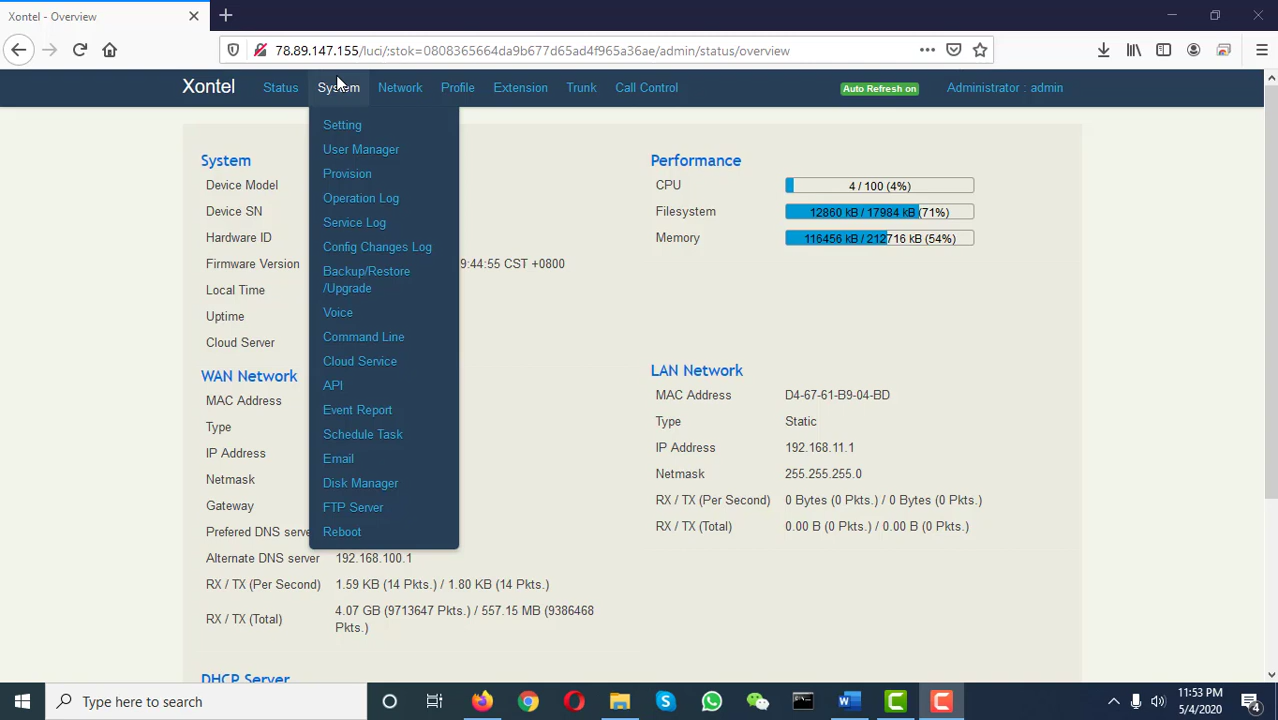 Xontel - Overview
78.89.147.155/luci/;stok=0808365664da9b677d65ad4f965a36ae/admin/status/overview
Xontel Status System Network Profile Extension Trunk Call Control Auto Refresh on Administrator : admin
Setting
User Manager
Provision
Operation Log
Service Log
Config Changes Log
Backup/Restore
/Upgrade
Voice
Command Line
Cloud Service
API
Event Report
Schedule Task
Email
Disk Manager
FTP Server
Reboot
System
Device Model
Device SN
Hardware ID
Firmware Version 9:44:55 CST +0800
Local Time
Uptime
Cloud Server
Performance
CPU 4 / 100 (4%)
Filesystem 12860 kB / 17984 kB (71%)
Memory 116456 kB / 212716 kB (54%)
WAN Network
MAC Address
Type
IP Address
Netmask
Gateway
Prefered DNS serve
Alternate DNS server 192.168.100.1
RX / TX (Per Second) 1.59 KB (14 Pkts.) / 1.80 KB (14 Pkts.)
RX / TX (Total) 4.07 GB (9713647 Pkts.) / 557.15 MB (9386468
Pkts.)
LAN Network
MAC Address D4-67-61-B9-04-BD
Type Static
IP Address 192.168.11.1
Netmask 255.255.255.0
RX / TX (Per Second) 0 Bytes (0 Pkts.) / 0 Bytes (0 Pkts.)
RX / TX (Total) 0.00 B (0 Pkts.) / 0.00 B (0 Pkts.)
DHCP Server
Type here to search
11:53 PM
5/4/2020
4